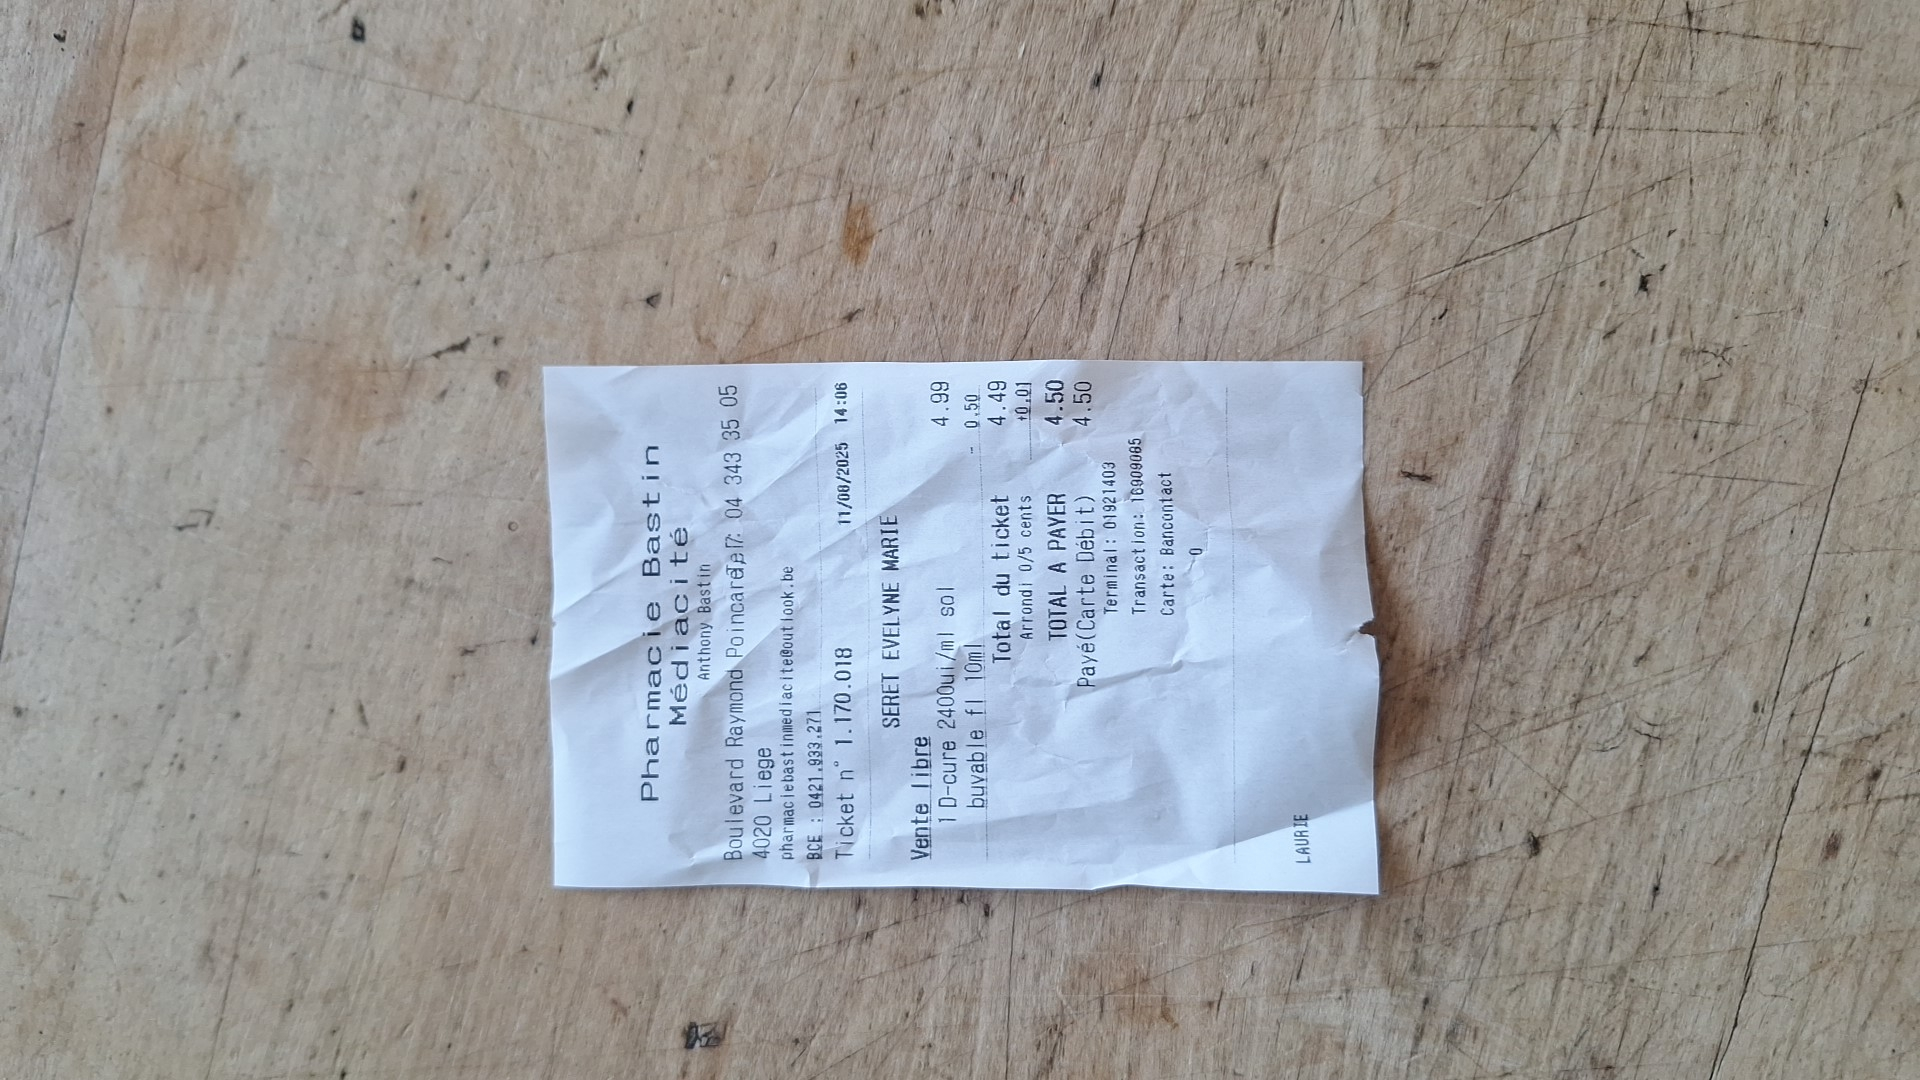 Pharmacie Bastin
Médiacité
Anthony Bastin
Boulevard Raymond Poincaré, 7 Tel: 04 343 35 05
4020 Liege
pharmaciebastinmediacite@outlook.be
BCE : 0421.933.271
Ticket n° 1.170.018 11/08/2025 14:06
SERET EVELYNE MARIE
Vente libre
1 D-cure 2400ui/ml sol 4.99
buvable fl 10ml - 0.50
Total du ticket 4.49
Arrondi 0/5 cents +0.01
TOTAL A PAYER 4.50
Payé(Carte Débit) 4.50
Terminal: 01921403
Transaction: 16909085
Carte: Bancontact
0
LAURIE